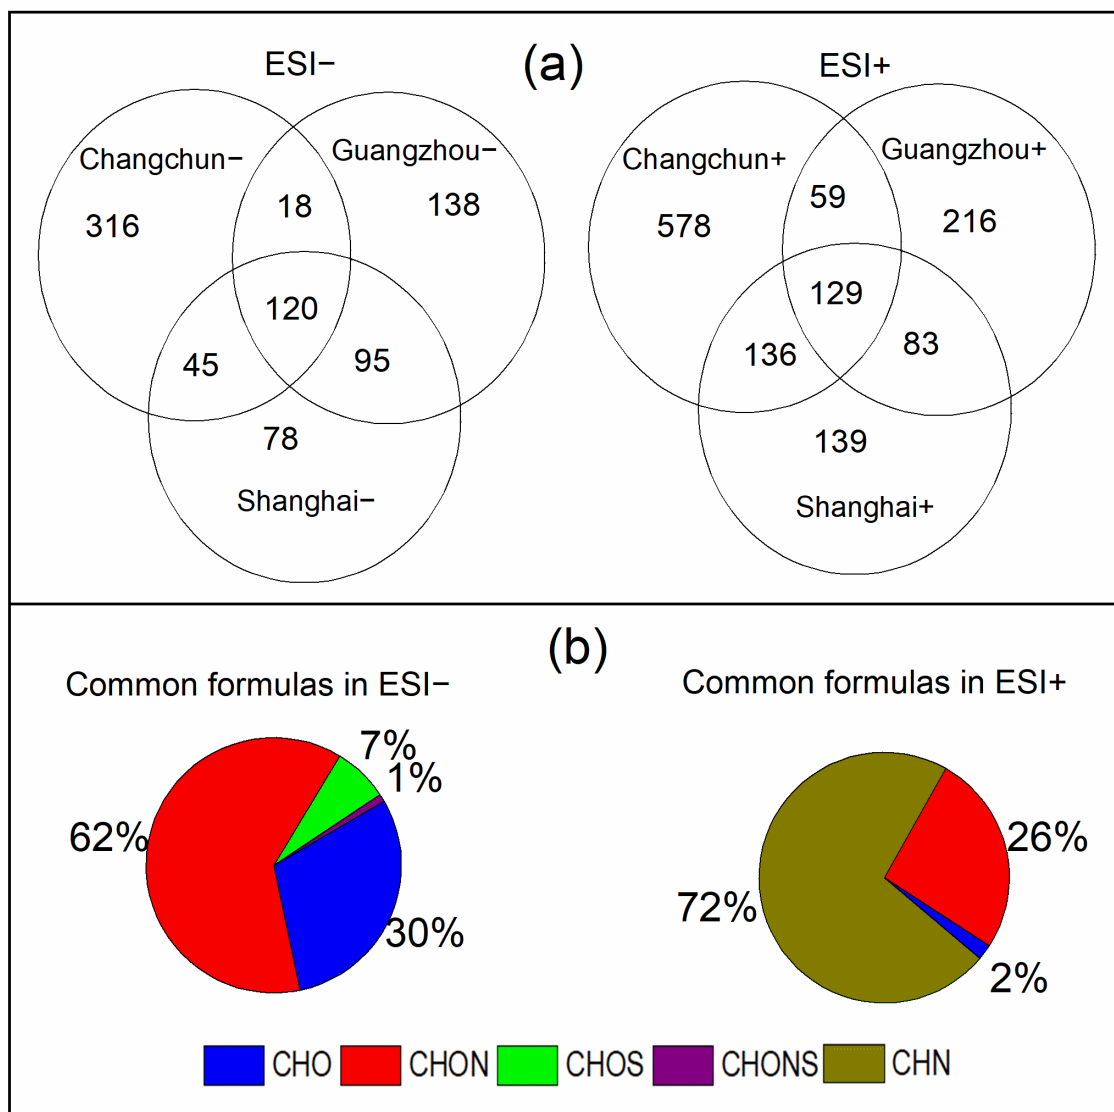 (a)
ESI−
Changchun−
Guangzhou−
316
18
138
120
45
95
78
Shanghai−
ESI+
Changchun+
Guangzhou+
578
59
216
129
136
83
139
Shanghai+
(b)
Common formulas in ESI−
7%
1%
62%
30%
Common formulas in ESI+
26%
72%
2%
CHO CHON CHOS CHONS CHN